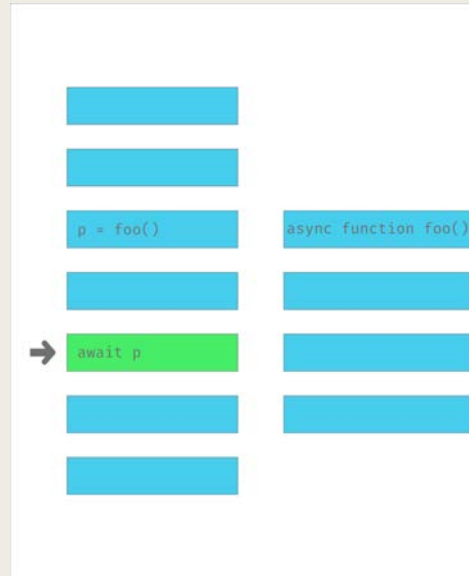 p = foo()
async function foo()
await p